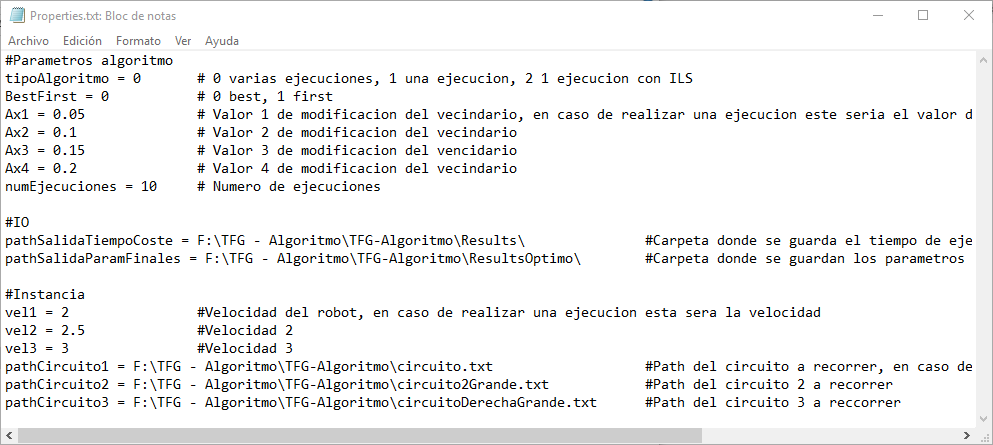 Properties.txt: Bloc de notas
Archivo Edición Formato Ver Ayuda
#Parametros algoritmo
tipoAlgoritmo = 0 # 0 varias ejecuciones, 1 una ejecucion, 2 1 ejecucion con ILS
BestFirst = 0 # 0 best, 1 first
Ax1 = 0.05 # Valor 1 de modificacion del vecindario, en caso de realizar una ejecucion este seria el valor d
Ax2 = 0.1 # Valor 2 de modificacion del vecindario
Ax3 = 0.15 # Valor 3 de modificacion del vencidario
Ax4 = 0.2 # Valor 4 de modificacion del vecindario
numEjecuciones = 10 # Numero de ejecuciones
#IO
pathSalidaTiempoCoste = F:\TFG - Algoritmo\TFG-Algoritmo\Results\ #Carpeta donde se guarda el tiempo de eje
pathSalidaParamFinales = F:\TFG - Algoritmo\TFG-Algoritmo\ResultsOptimo\ #Carpeta donde se guardan los parametros
#Instancia
vel1 = 2 #Velocidad del robot, en caso de realizar una ejecucion esta sera la velocidad
vel2 = 2.5 #Velocidad 2
vel3 = 3 #Velocidad 3
pathCircuito1 = F:\TFG - Algoritmo\TFG-Algoritmo\circuito.txt #Path del circuito a recorrer, en caso de
pathCircuito2 = F:\TFG - Algoritmo\TFG-Algoritmo\circuito2Grande.txt #Path del circuito 2 a recorrer
pathCircuito3 = F:\TFG - Algoritmo\TFG-Algoritmo\circuitoDerechaGrande.txt #Path del circuito 3 a reccorrer